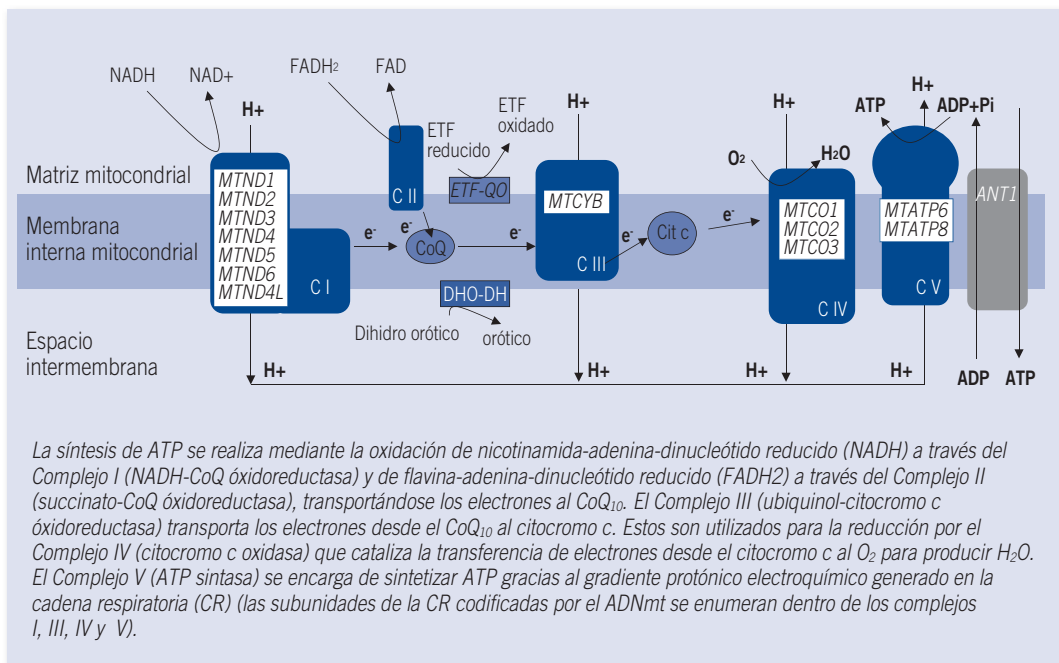 NADH
NAD+
FADH₂
FAD
H+
ETF
reducido
ETF
oxidado
H+
H+
ATP
H+
ADP+Pi
O₂
H₂O
Matriz mitocondrial
MTND1
MTND2
MTND3
MTND4
MTND5
MTND6
MTND4L
C I
C II
ETF-QO
MTCYB
C III
MTCO1
MTCO2
MTCO3
C IV
MTATP6
MTATP8
C V
ANT1
Membrana
interna mitocondrial
e-
e-
CoQ
e-
e-
Cit c
e-
DHO-DH
Dihidro orótico
orótico
Espacio
intermembrana
H+
H+
H+
H+
ADP
ATP
La síntesis de ATP se realiza mediante la oxidación de nicotinamida-adenina-dinucleótido reducido (NADH) a través del
Complejo I (NADH-CoQ óxidoreductasa) y de flavina-adenina-dinucleótido reducido (FADH2) a través del Complejo II
(succinato-CoQ óxidoreductasa), transportándose los electrones al CoQ₁₀. El Complejo III (ubiquinol-citocromo c
óxidoreductasa) transporta los electrones desde el CoQ₁₀ al citocromo c. Estos son utilizados para la reducción por el
Complejo IV (citocromo c oxidasa) que cataliza la transferencia de electrones desde el citocromo c al O₂ para producir H₂O.
El Complejo V (ATP sintasa) se encarga de sintetizar ATP gracias al gradiente protónico electroquímico generado en la
cadena respiratoria (CR) (las subunidades de la CR codificadas por el ADNmt se enumeran dentro de los complejos
I, III, IV y V).